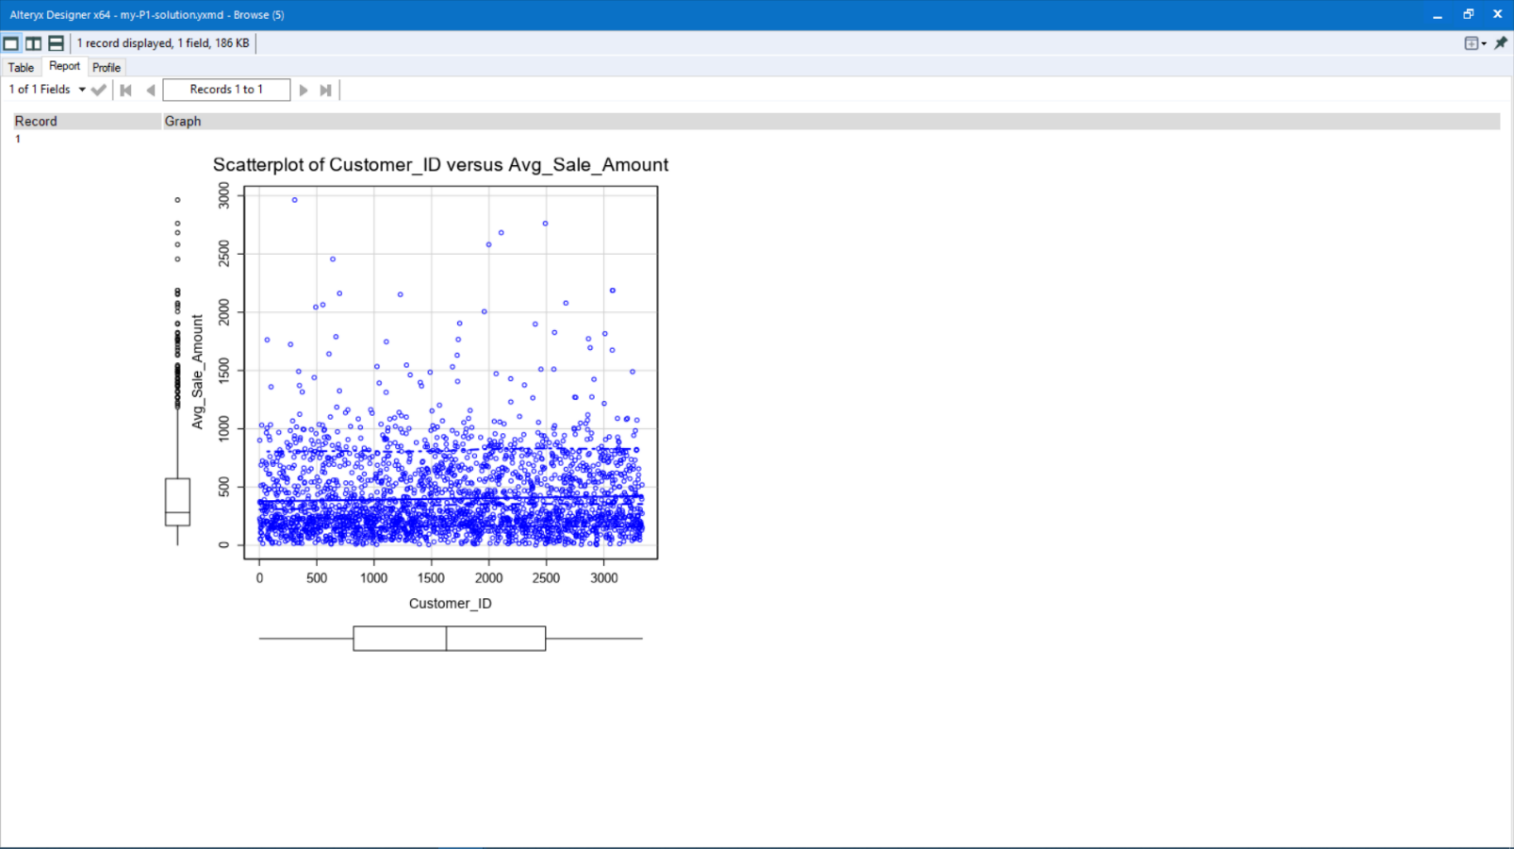 Alteryx Designer x64 - my-P1-solution.yxmd - Browse (5)
1 record displayed, 1 field, 186 KB
Table Report Profile
1 of 1 Fields Records 1 to 1
Record Graph
1
Scatterplot of Customer_ID versus Avg_Sale_Amount
Avg_Sale_Amount
3000
2500
2000
1500
1000
500
0
0 500 1000 1500 2000 2500 3000
Customer_ID